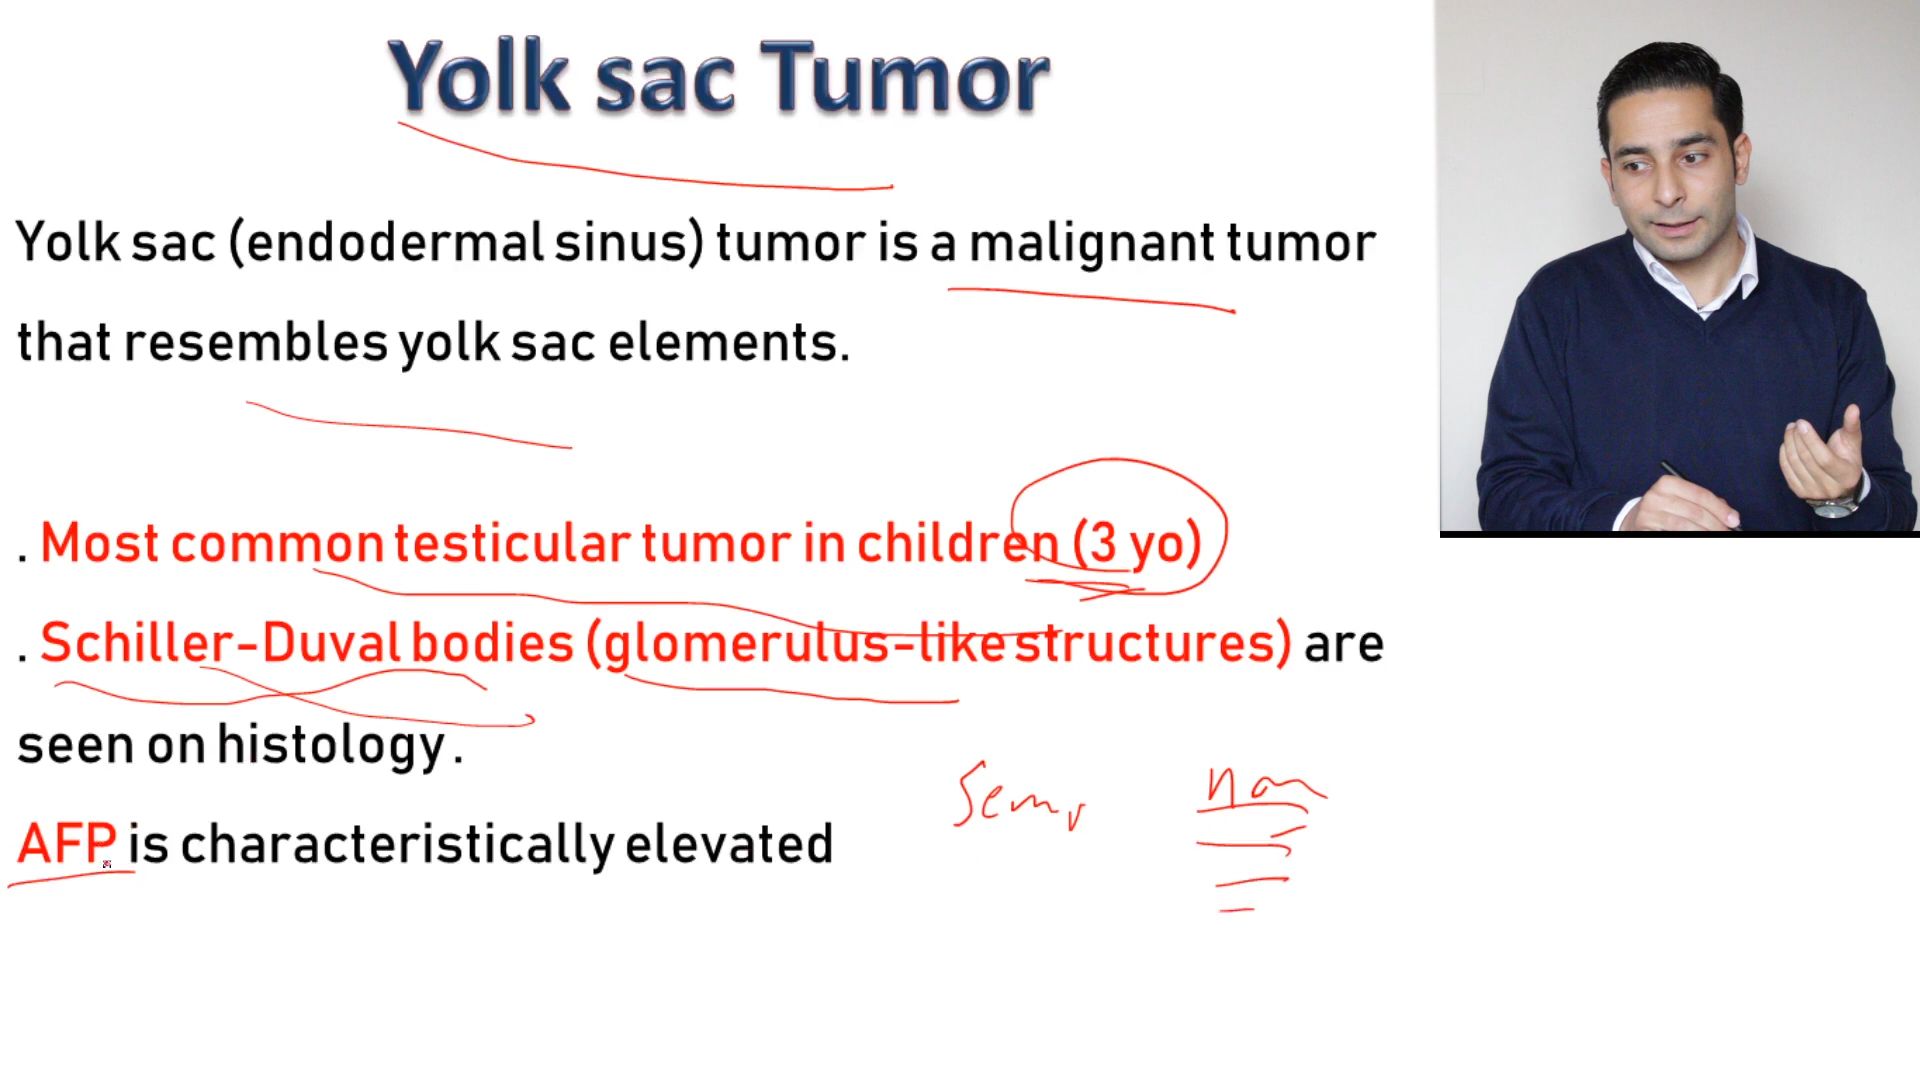 Yolk sac Tumor
Yolk sac (endodermal sinus) tumor is a malignant tumor
that resembles yolk sac elements.
. Most common testicular tumor in children (3 yo)
. Schiller-Duval bodies (glomerulus-like structures) are
seen on histology.
Sem non
AFP is characteristically elevated